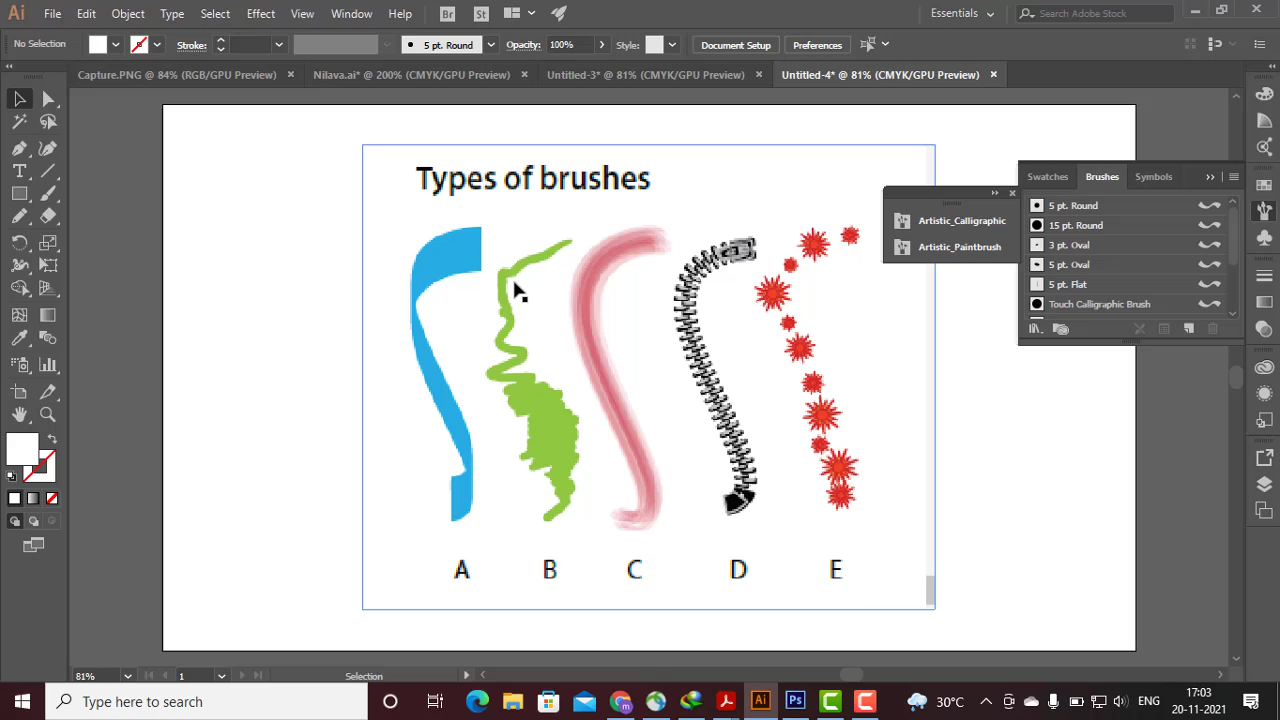 Ai File Edit Object Type Select Effect View Window Help Br St Essentials Search Adobe Stock
No Selection Stroke: 5 pt. Round Opacity: 100% Style: Document Setup Preferences
Capture.PNG @ 84% (RGB/GPU Preview) Nilava.ai* @ 200% (CMYK/GPU Preview) Untitled-3* @ 81% (CMYK/GPU Preview) Untitled-4* @ 81% (CMYK/GPU Preview)
Types of brushes
Swatches Brushes Symbols
5 pt. Round
15 pt. Round
3 pt. Oval
5 pt. Oval
5 pt. Flat
Touch Calligraphic Brush
Artistic_Calligraphic
Artistic_Paintbrush
A B C D E
81% 1 Selection
Type here to search Ai Ps 30°C ENG 17:03
20-11-2021